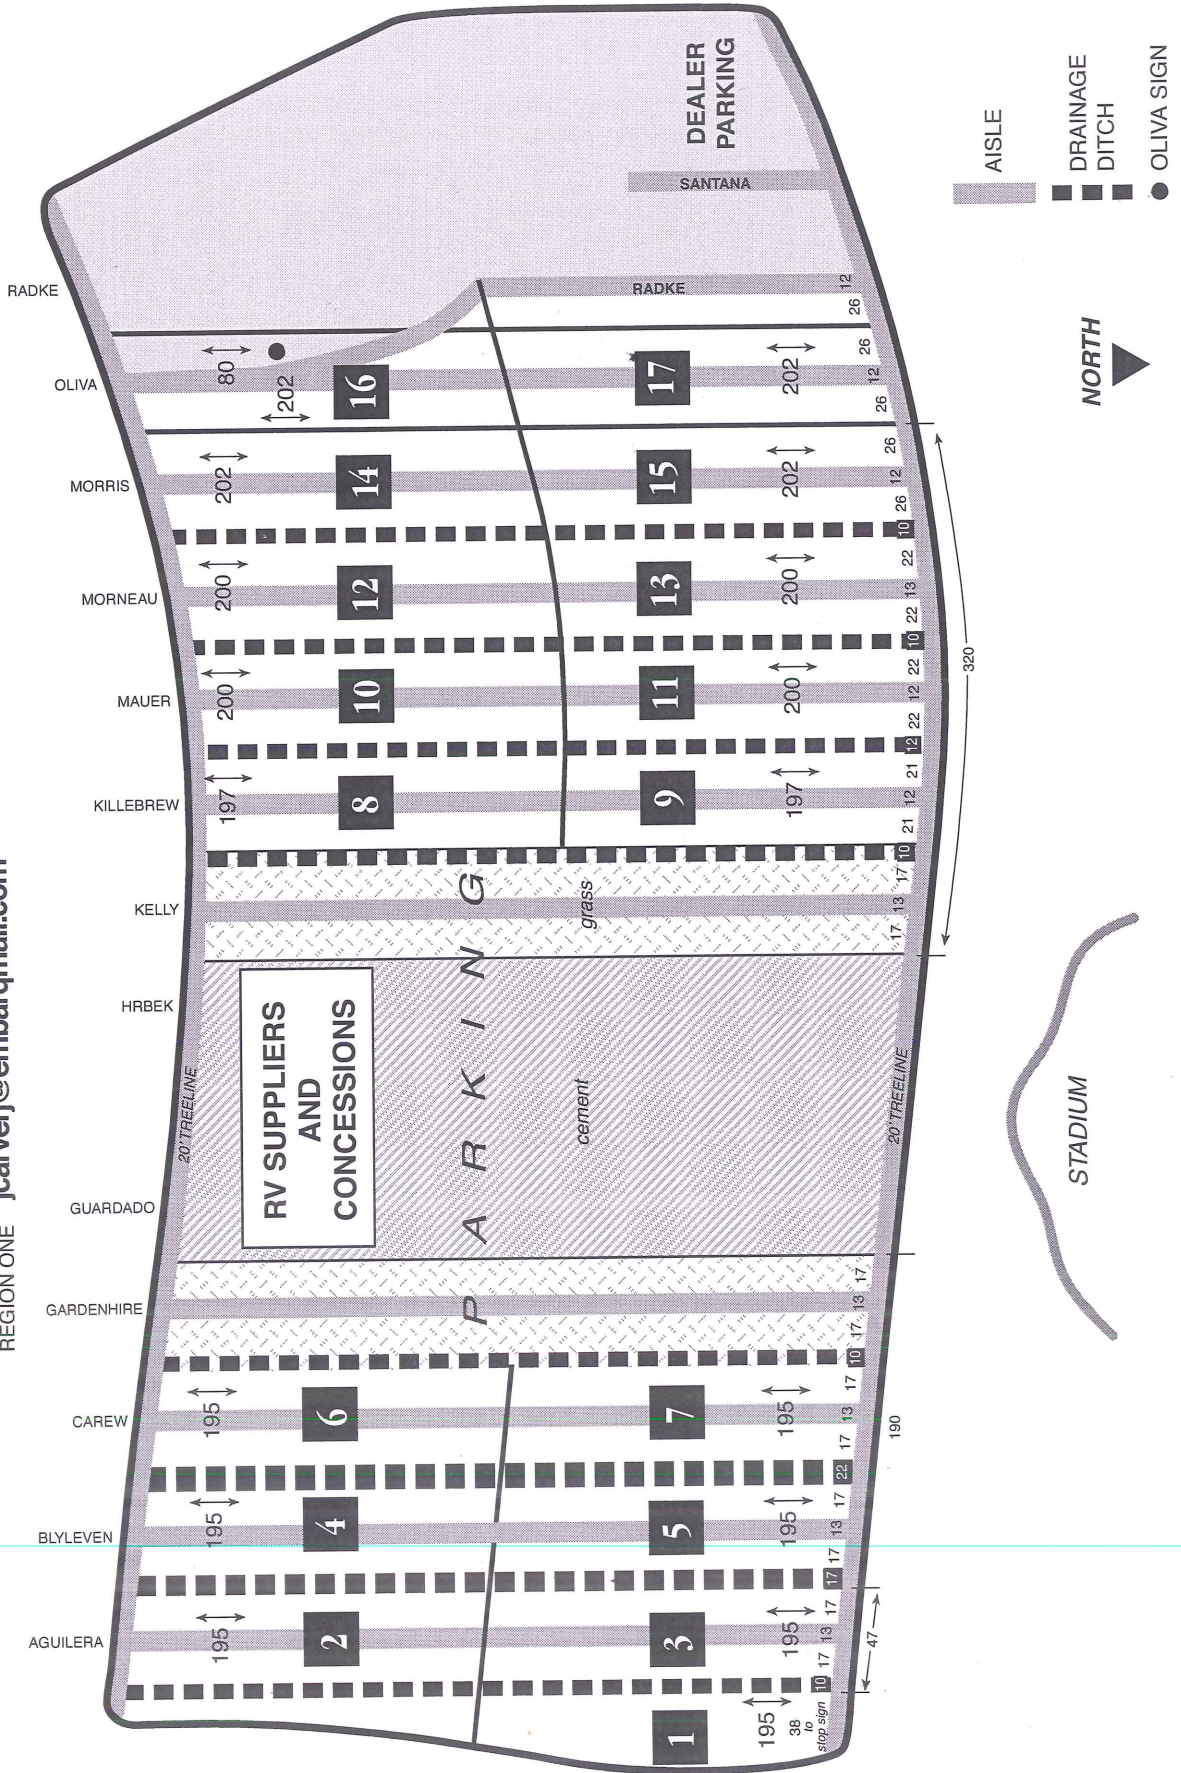 REGION ONE jcarverj@embarqmail.com
AGUILERA
BLYLEVEN
CAREW
GARDENHIRE
GUARDADO
HRBEK
KELLY
KILLEBREW
MAUER
MORNEAU
MORRIS
OLIVA
RADKE
20' TREELINE
195
195
195
197
200
200
202
202
80
2
4
6
RV SUPPLIERS
AND
CONCESSIONS
8
10
12
14
16
PARKING
cement
grass
1
3
5
7
9
11
13
15
17
RADKE
SANTANA
DEALER
PARKING
195
195
195
195
197
200
200
202
202
38
to
stop sign
10
17
13
17
17
17
13
17
22
17
13
17
10
17
13
17
20' TREELINE
17
13
17
10
21
12
21
12
22
12
22
10
22
13
22
10
26
12
26
26
12
26
26
12
47
190
320
STADIUM
NORTH
AISLE
DRAINAGE
DITCH
OLIVA SIGN